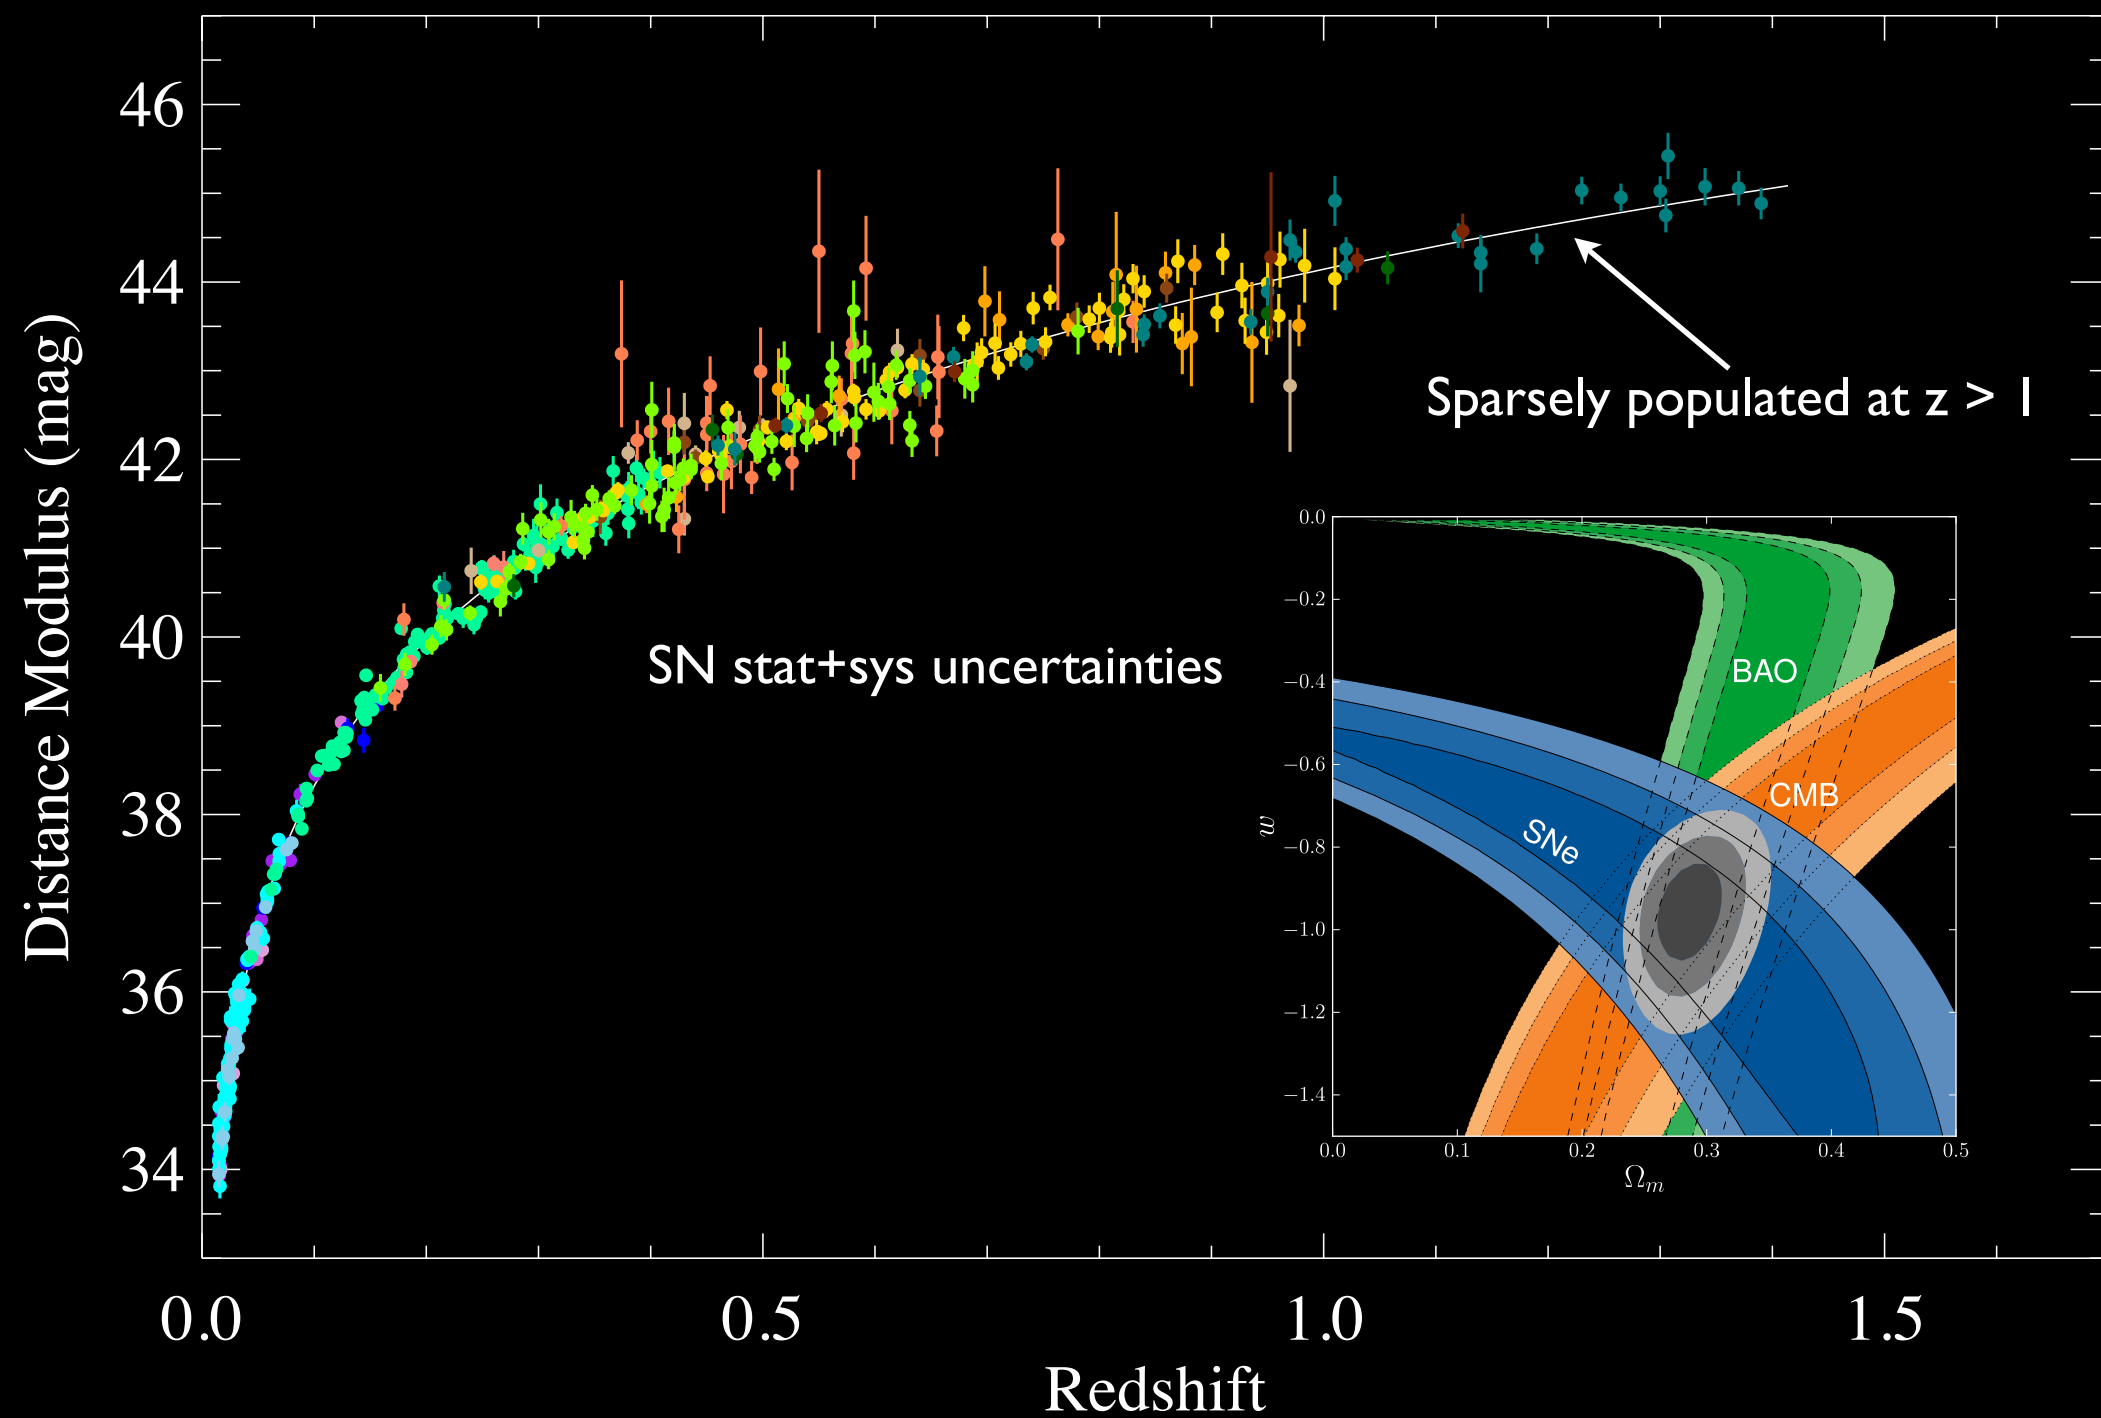 46
44
42
40
38
36
34
Distance Modulus (mag)
0.0
0.5
1.0
1.5
Redshift
Sparsely populated at z > 1
SN stat+sys uncertainties
0.0
−0.2
−0.4
−0.6
−0.8
−1.0
−1.2
−1.4
w
BAO
CMB
SNe
0.0
0.1
0.2
0.3
0.4
0.5
Ωm